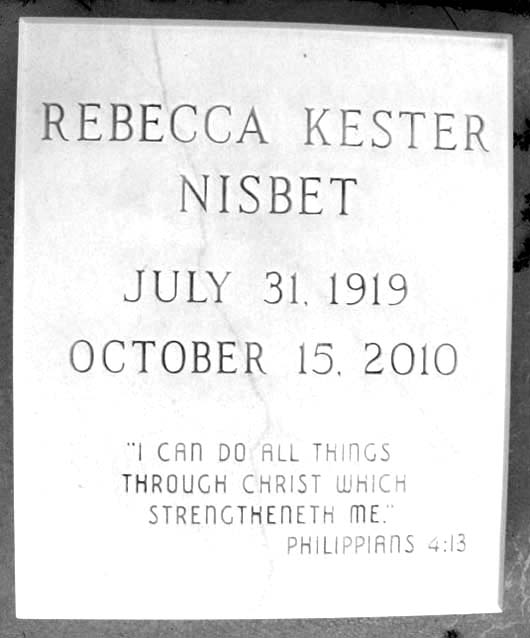 REBECCA KESTER
NISBET
JULY 31, 1919
OCTOBER 15, 2010
"I CAN DO ALL THINGS
THROUGH CHRIST WHICH
STRENGTHENETH ME."
PHILIPPIANS 4:13